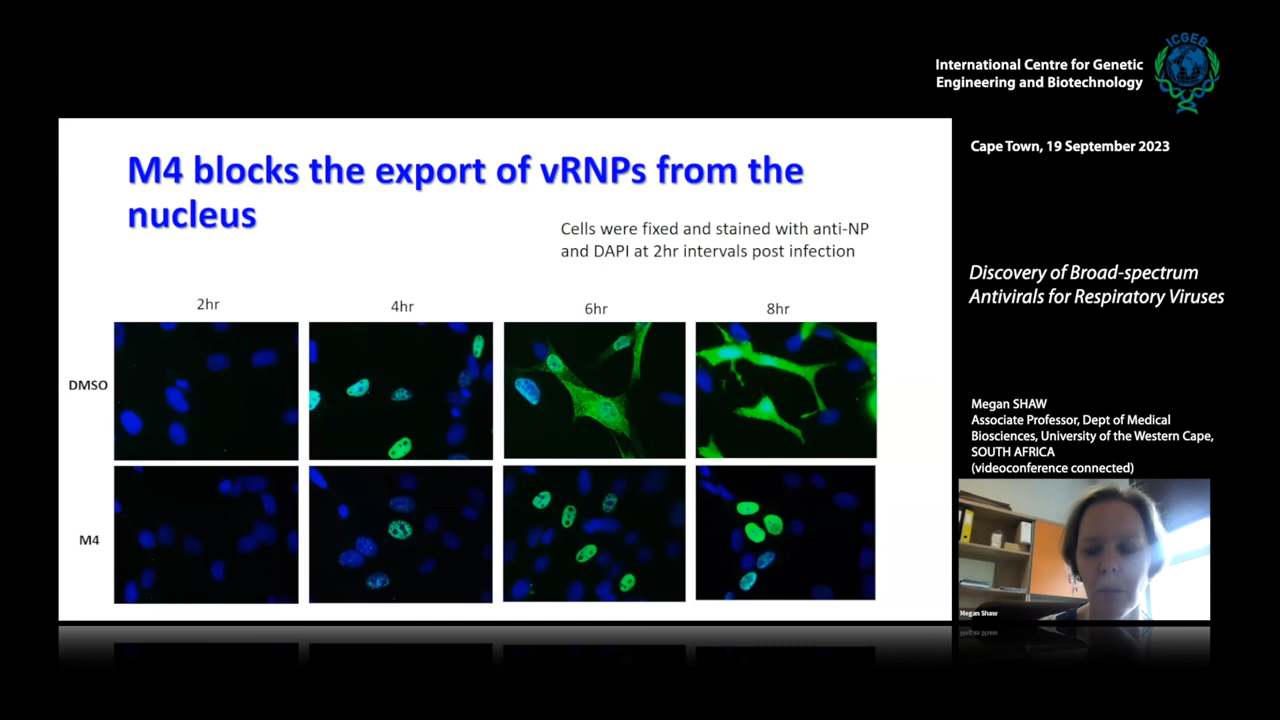 International Centre for Genetic
Engineering and Biotechnology
ICGEB
Cape Town, 19 September 2023
M4 blocks the export of vRNPs from the
nucleus
Cells were fixed and stained with anti-NP
and DAPI at 2hr intervals post infection
2hr
4hr
6hr
8hr
DMSO
M4
Discovery of Broad-spectrum
Antivirals for Respiratory Viruses
Megan SHAW
Associate Professor, Dept of Medical
Biosciences, University of the Western Cape,
SOUTH AFRICA
(videoconference connected)
Megan Shaw